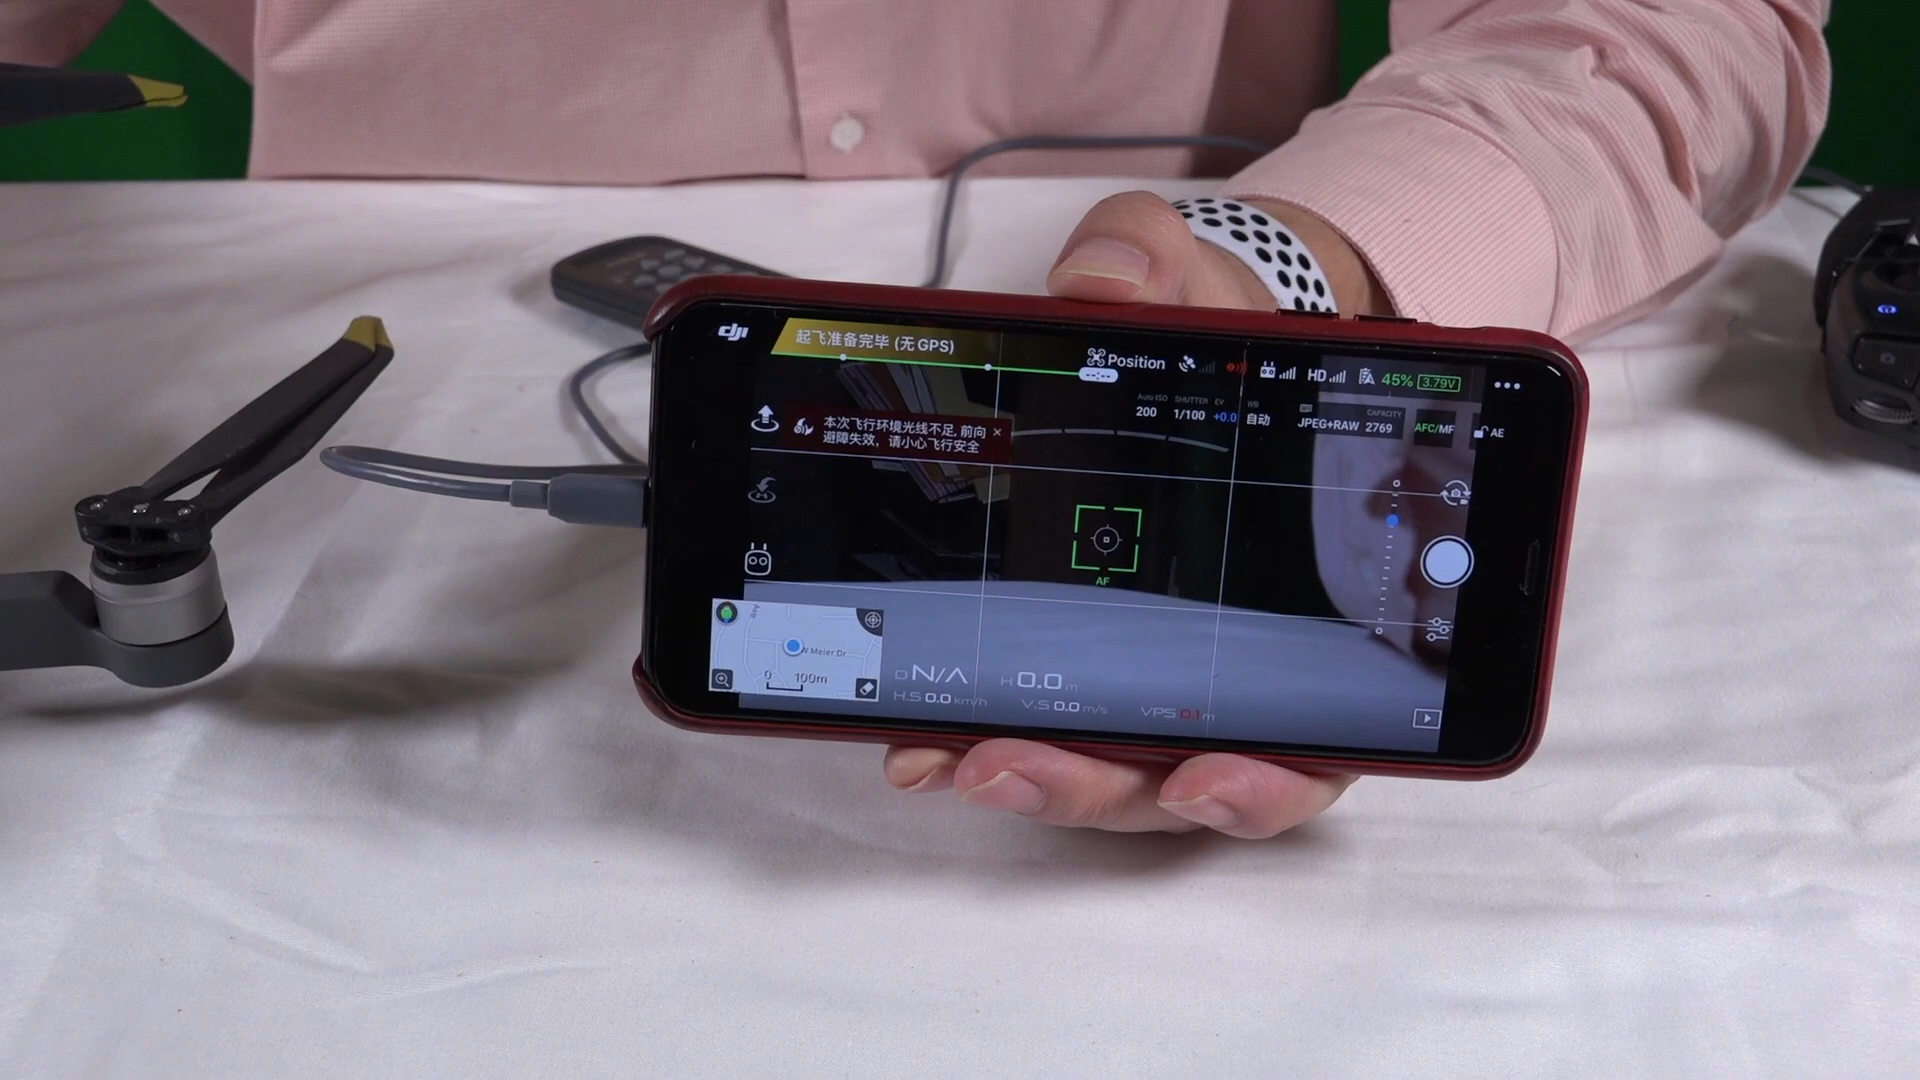 dji
起飞准备完毕 (无 GPS)
Position
HD
45%
3.79V
Auto ISO
200
SHUTTER
1/100
EV
+0.0
WB
自动
JPEG+RAW
CAPACITY
2769
AFC/MF
AE
本次飞行环境光线不足, 前向
避障失效，请小心飞行安全
AF
Ave
W.Meier Dr
0 100m
D N/A
H 0.0 m
H.S 0.0 km/h
V.S 0.0 m/s
VPS 0.1 m